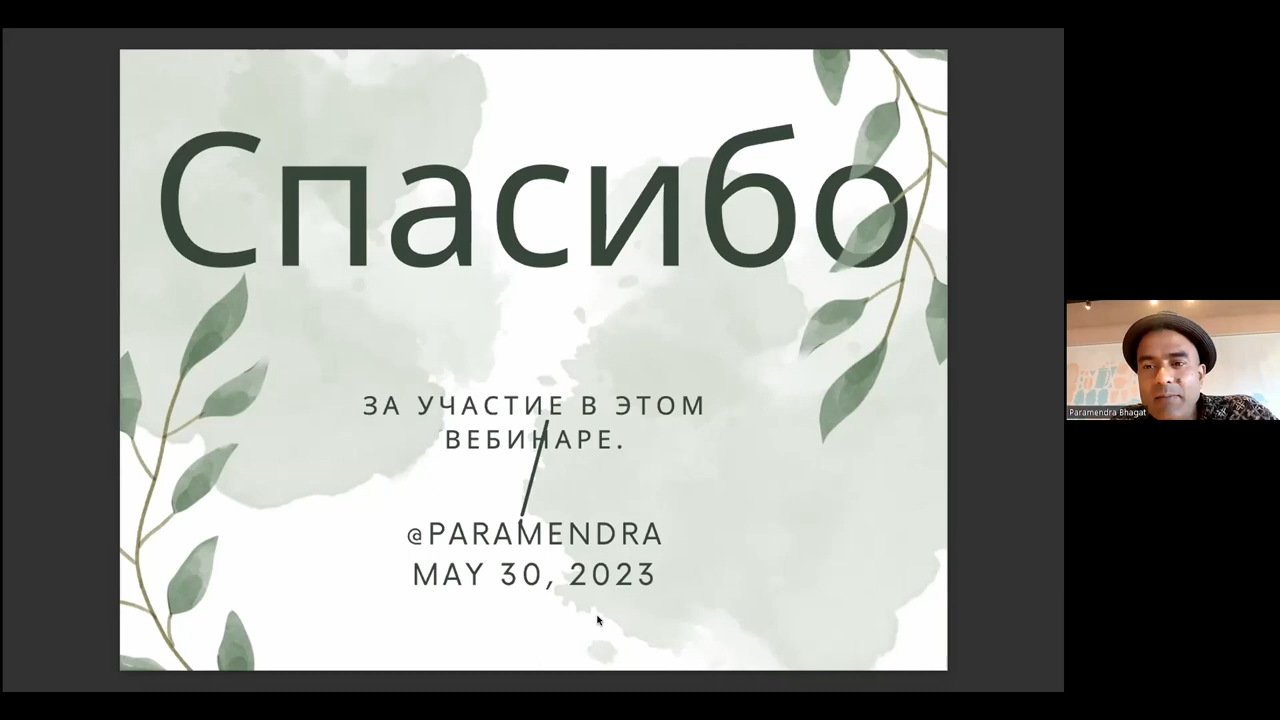 Спасибо
ЗА УЧАСТИЕ В ЭТОМ
ВЕБИНАРЕ.
@PARAMENDRA
MAY 30, 2023
Paramendra Bhagat